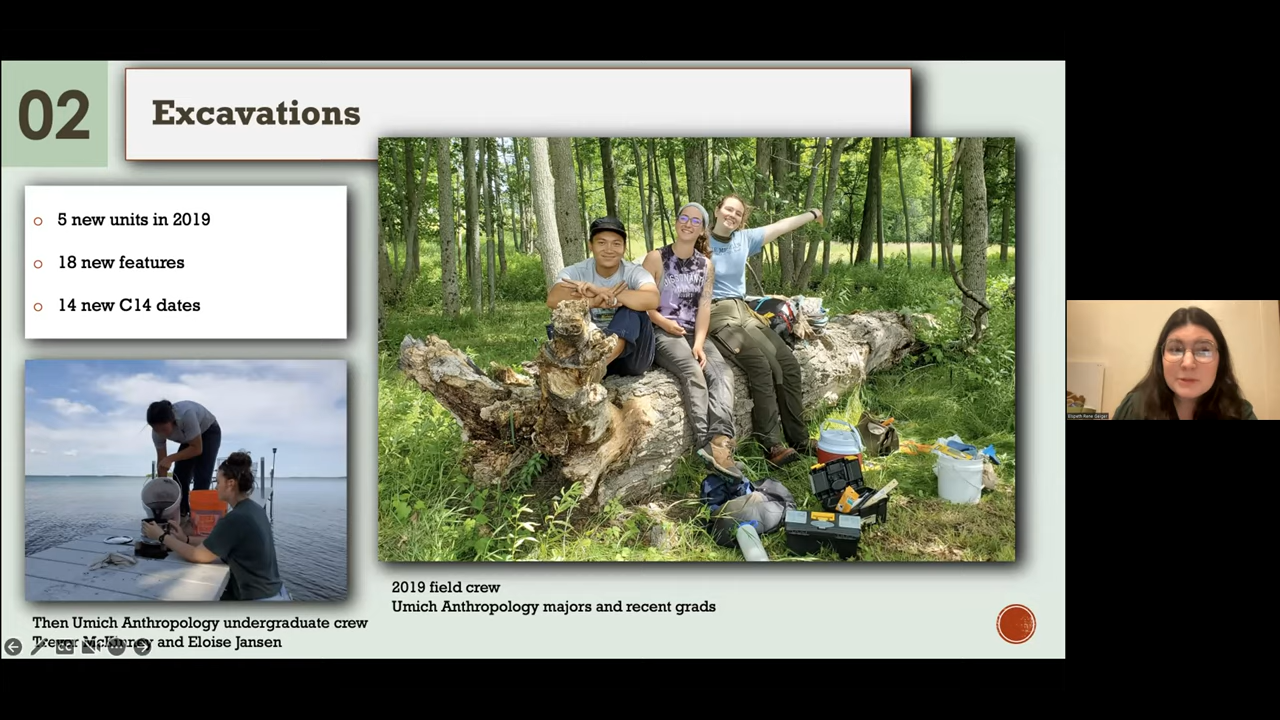 02
Excavations
5 new units in 2019
18 new features
14 new C14 dates
2019 field crew
Umich Anthropology majors and recent grads
Then Umich Anthropology undergraduate crew
Trevor McKinney and Eloise Jansen